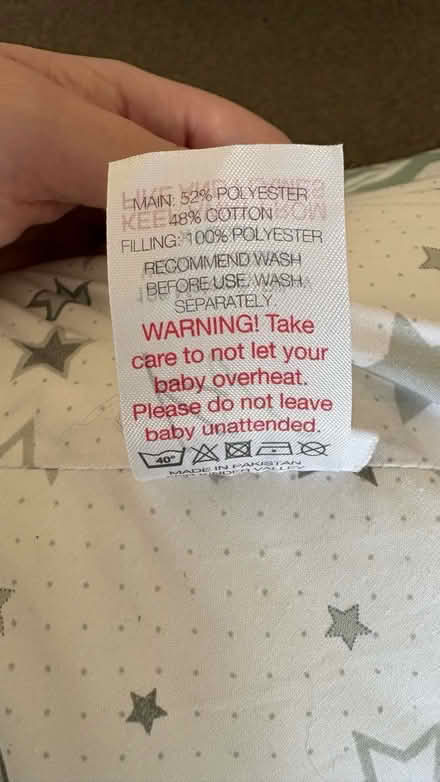 MAIN: 52% POLYESTER
48% COTTON
FILLING: 100% POLYESTER
RECOMMEND WASH
BEFORE USE. WASH
SEPARATELY.
WARNING! Take
care to not let your
baby overheat.
Please do not leave
baby unattended.
40°
MADE IN PAKISTAN